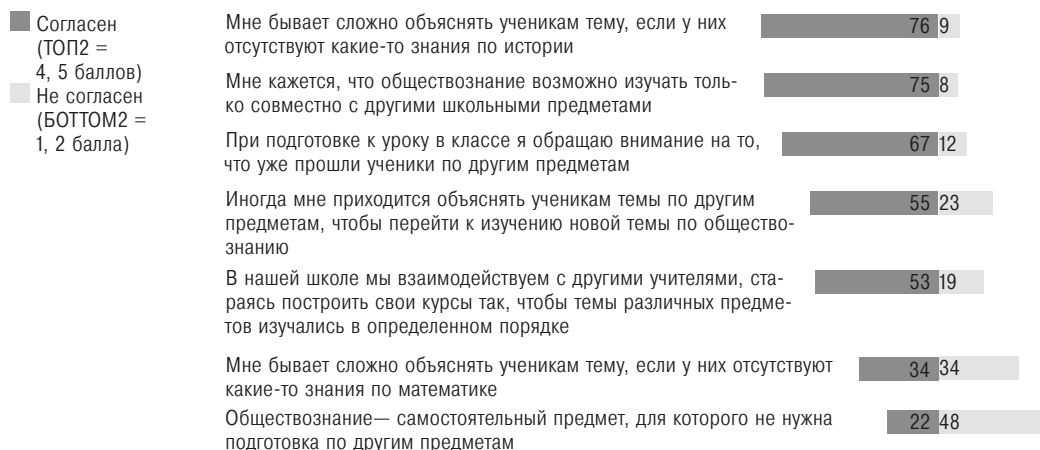 Согласен
(ТОП2 =
4, 5 баллов)
Не согласен
(БОТТОМ2 =
1, 2 балла)
Мне бывает сложно объяснять ученикам тему, если у них
отсутствуют какие-то знания по истории
76 9
Мне кажется, что обществознание возможно изучать толь-
ко совместно с другими школьными предметами
75 8
При подготовке к уроку в классе я обращаю внимание на то,
что уже прошли ученики по другим предметам
67 12
Иногда мне приходится объяснять ученикам темы по другим
предметам, чтобы перейти к изучению новой темы по общество-
знанию
55 23
В нашей школе мы взаимодействуем с другими учителями, ста-
раясь построить свои курсы так, чтобы темы различных предме-
тов изучались в определенном порядке
53 19
Мне бывает сложно объяснять ученикам тему, если у них отсутствуют
какие-то знания по математике
34 34
Обществознание— самостоятельный предмет, для которого не нужна
подготовка по другим предметам
22 48